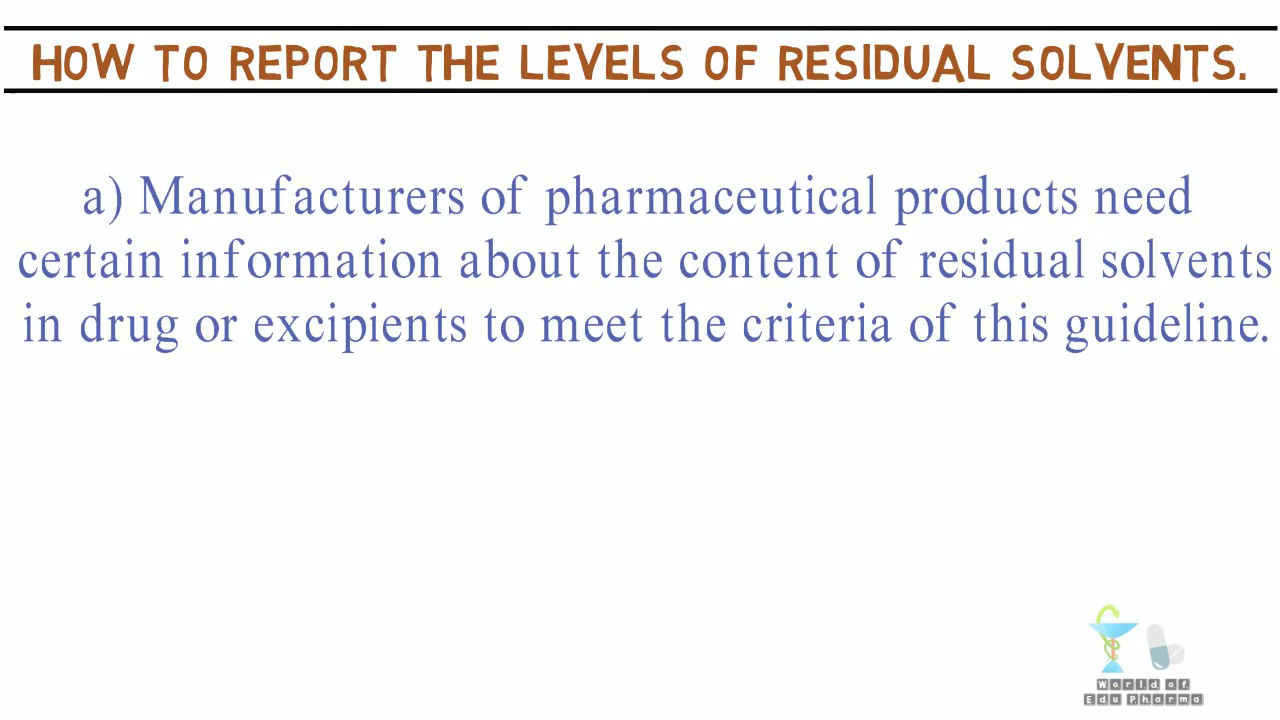 HOW TO REPORT THE LEVELS OF RESIDUAL SOLVENTS.
a) Manufacturers of pharmaceutical products need
certain information about the content of residual solvents
in drug or excipients to meet the criteria of this guideline.
World of
Edu Pharma